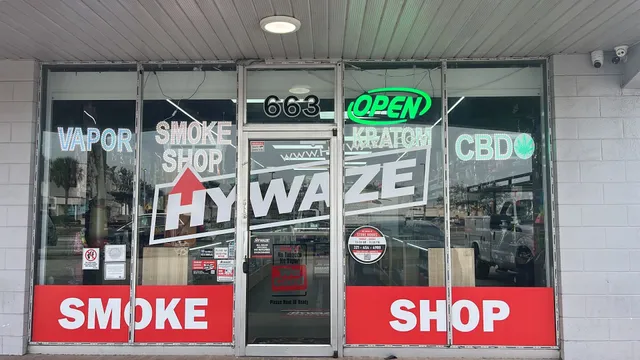 663
OPEN
VAPOR
SMOKE
SHOP
KRATOM
CBD
HYWAZE
SMOKE
SHOP